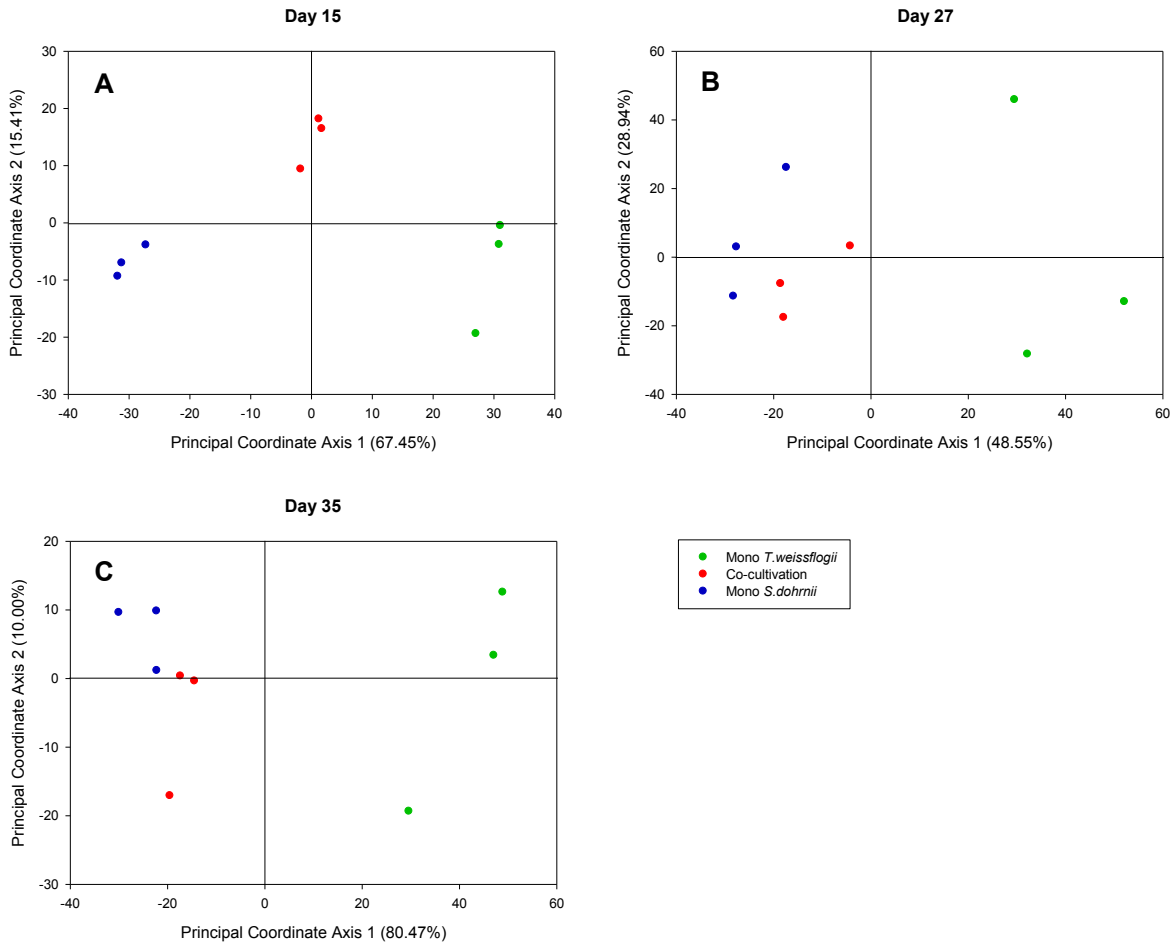 Day 15
A
30
20
10
0
-10
-20
-30
-40
-30
-20
-10
0
10
20
30
40
Principal Coordinate Axis 2 (15.41%)
Principal Coordinate Axis 1 (67.45%)
Day 27
B
60
40
20
0
-20
-40
-40
-20
0
20
40
60
Principal Coordinate Axis 2 (28.94%)
Principal Coordinate Axis 1 (48.55%)
Day 35
C
20
10
0
-10
-20
-30
-40
-20
0
20
40
60
Principal Coordinate Axis 2 (10.00%)
Principal Coordinate Axis 1 (80.47%)
Mono T.weissflogii
Co-cultivation
Mono S.dohrnii